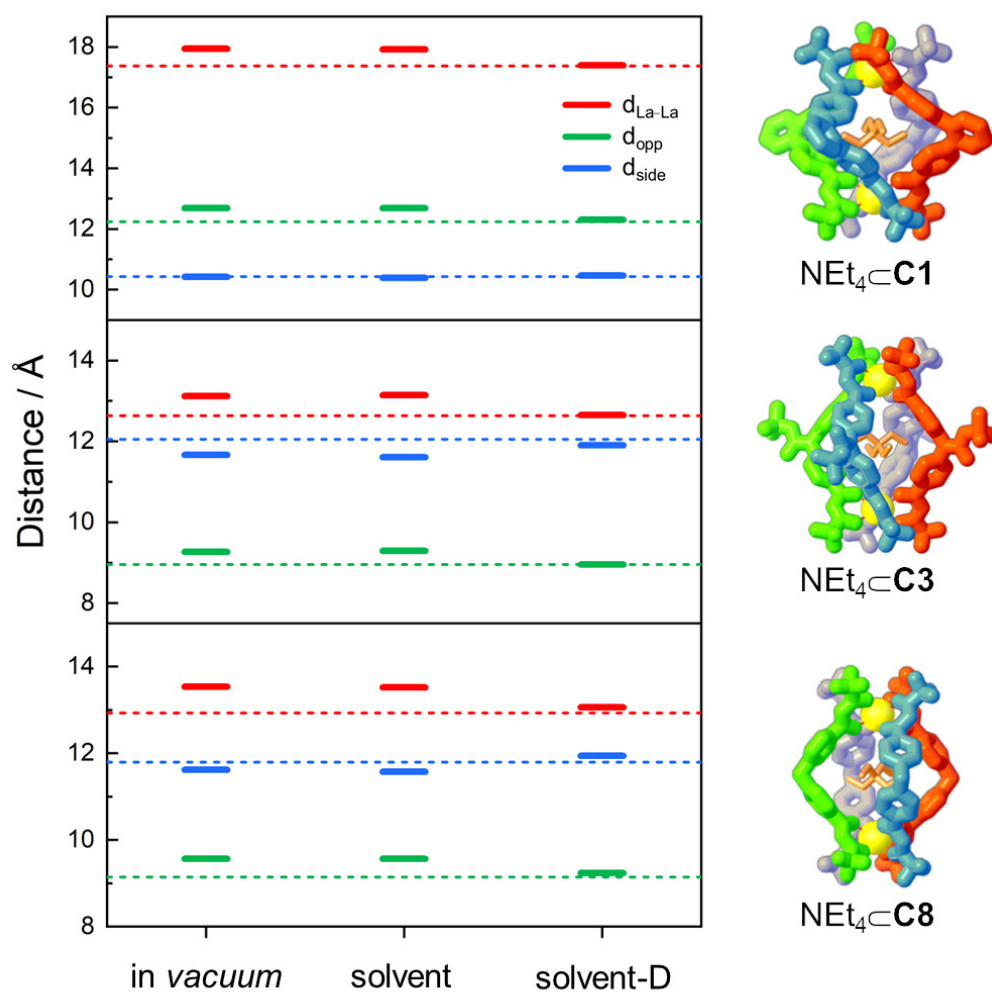 Distance / Å
18
16
14
12
10
d_La-La
d_opp
d_side
NEt₄⊂C1
14
12
10
8
NEt₄⊂C3
14
12
10
8
NEt₄⊂C8
in vacuum solvent solvent-D